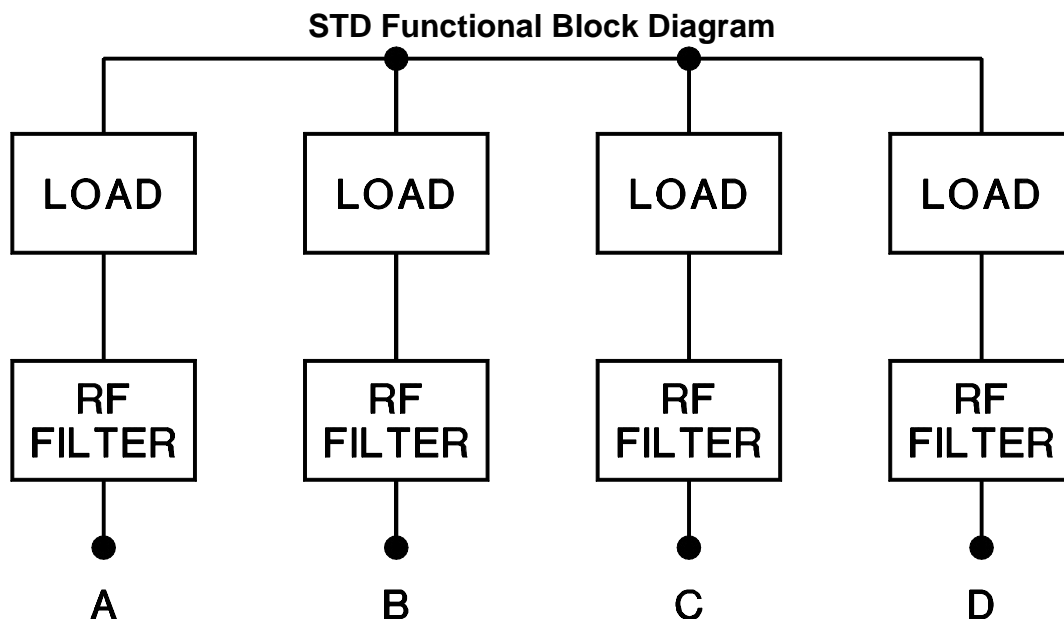 STD Functional Block Diagram
LOAD LOAD LOAD LOAD
RF RF RF RF
FILTER FILTER FILTER FILTER
A B C D